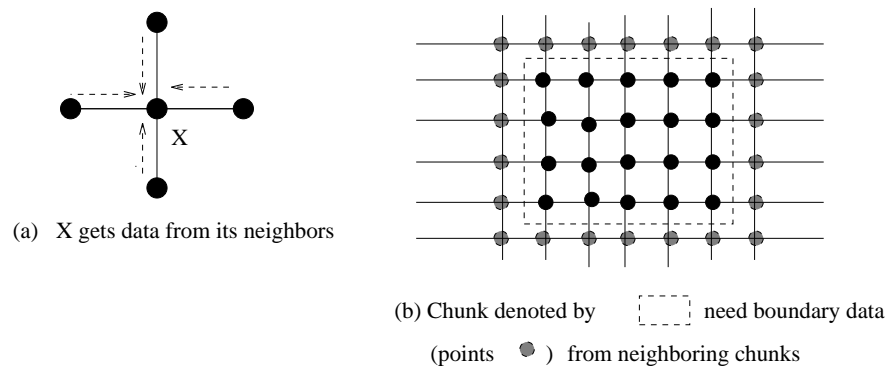 X
(a) X gets data from its neighbors
(b) Chunk denoted by need boundary data
(points ) from neighboring chunks